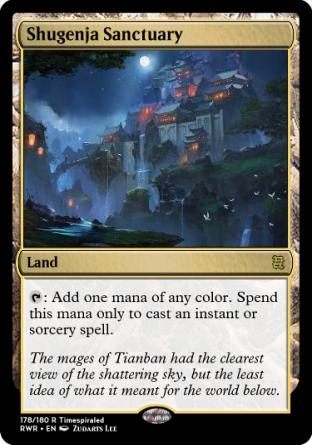 Shugenja Sanctuary
Land
: Add one mana of any color. Spend
this mana only to cast an instant or
sorcery spell.
The mages of Tianban had the clearest
view of the shattering sky, but the least
idea of what it meant for the world below.
178/180 R Timespiraled
RWR • EN Zudarts Lee